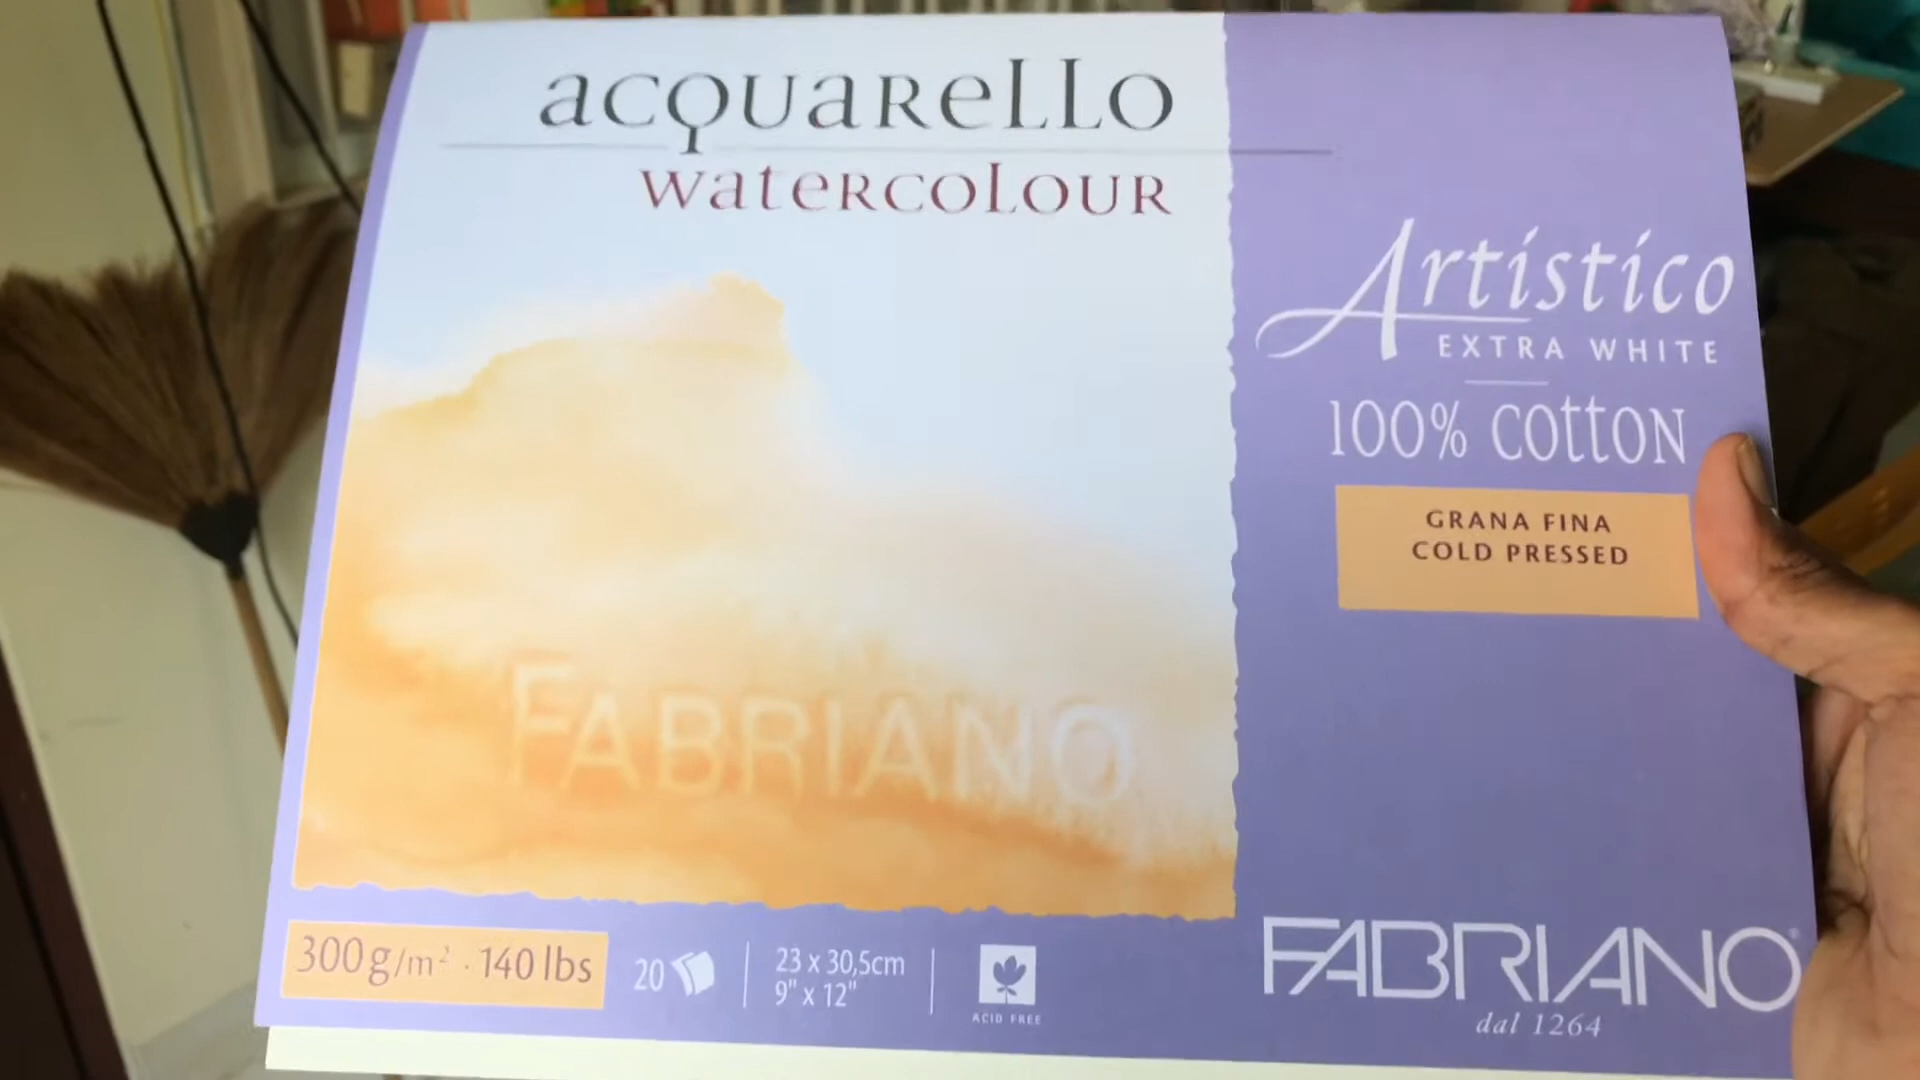 acquarello
watercolour
Artistico
EXTRA WHITE
100% cotton
GRANA FINA
COLD PRESSED
FABRIANO
300g/m² · 140 lbs
20
23 x 30,5cm
9" x 12"
ACID FREE
FABRIANO®
dal 1264